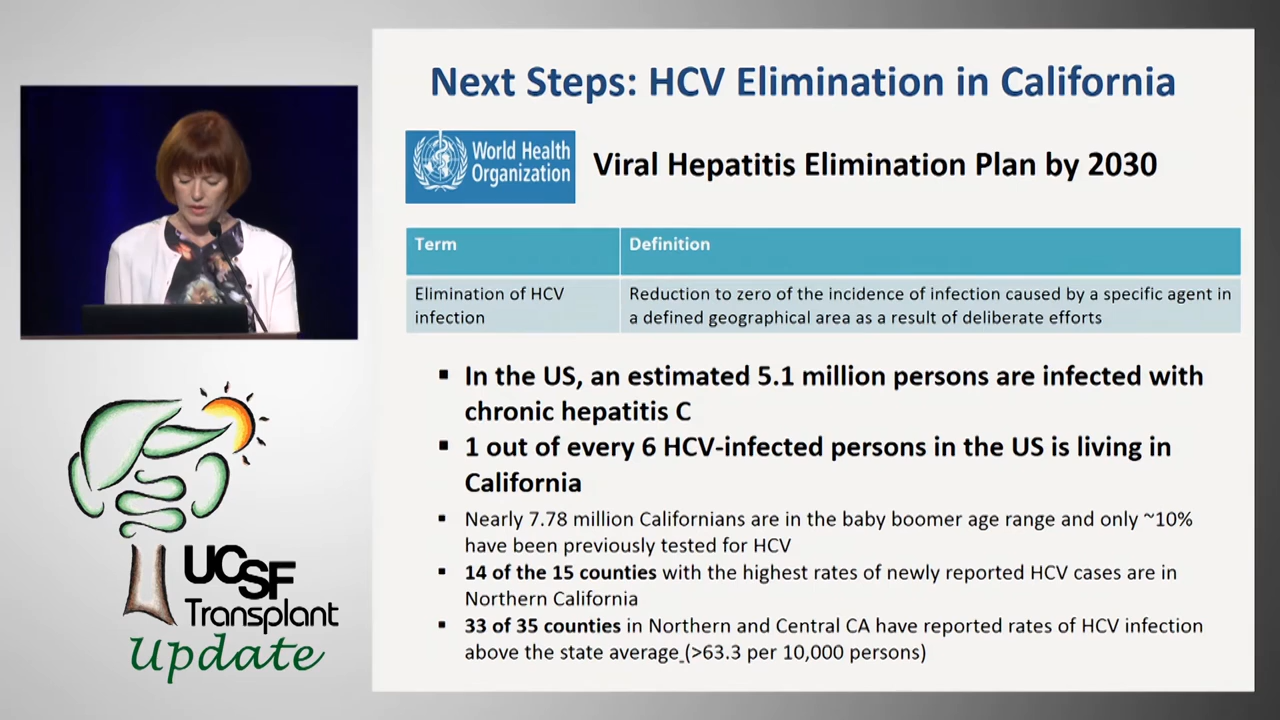 Next Steps: HCV Elimination in California
World Health
Organization
Viral Hepatitis Elimination Plan by 2030
Term
Definition
Elimination of HCV
infection
Reduction to zero of the incidence of infection caused by a specific agent in
a defined geographical area as a result of deliberate efforts
▪ In the US, an estimated 5.1 million persons are infected with
chronic hepatitis C
▪ 1 out of every 6 HCV-infected persons in the US is living in
California
▪ Nearly 7.78 million Californians are in the baby boomer age range and only ~10%
have been previously tested for HCV
▪ 14 of the 15 counties with the highest rates of newly reported HCV cases are in
Northern California
▪ 33 of 35 counties in Northern and Central CA have reported rates of HCV infection
above the state average (>63.3 per 10,000 persons)
UCSF
Transplant
Update